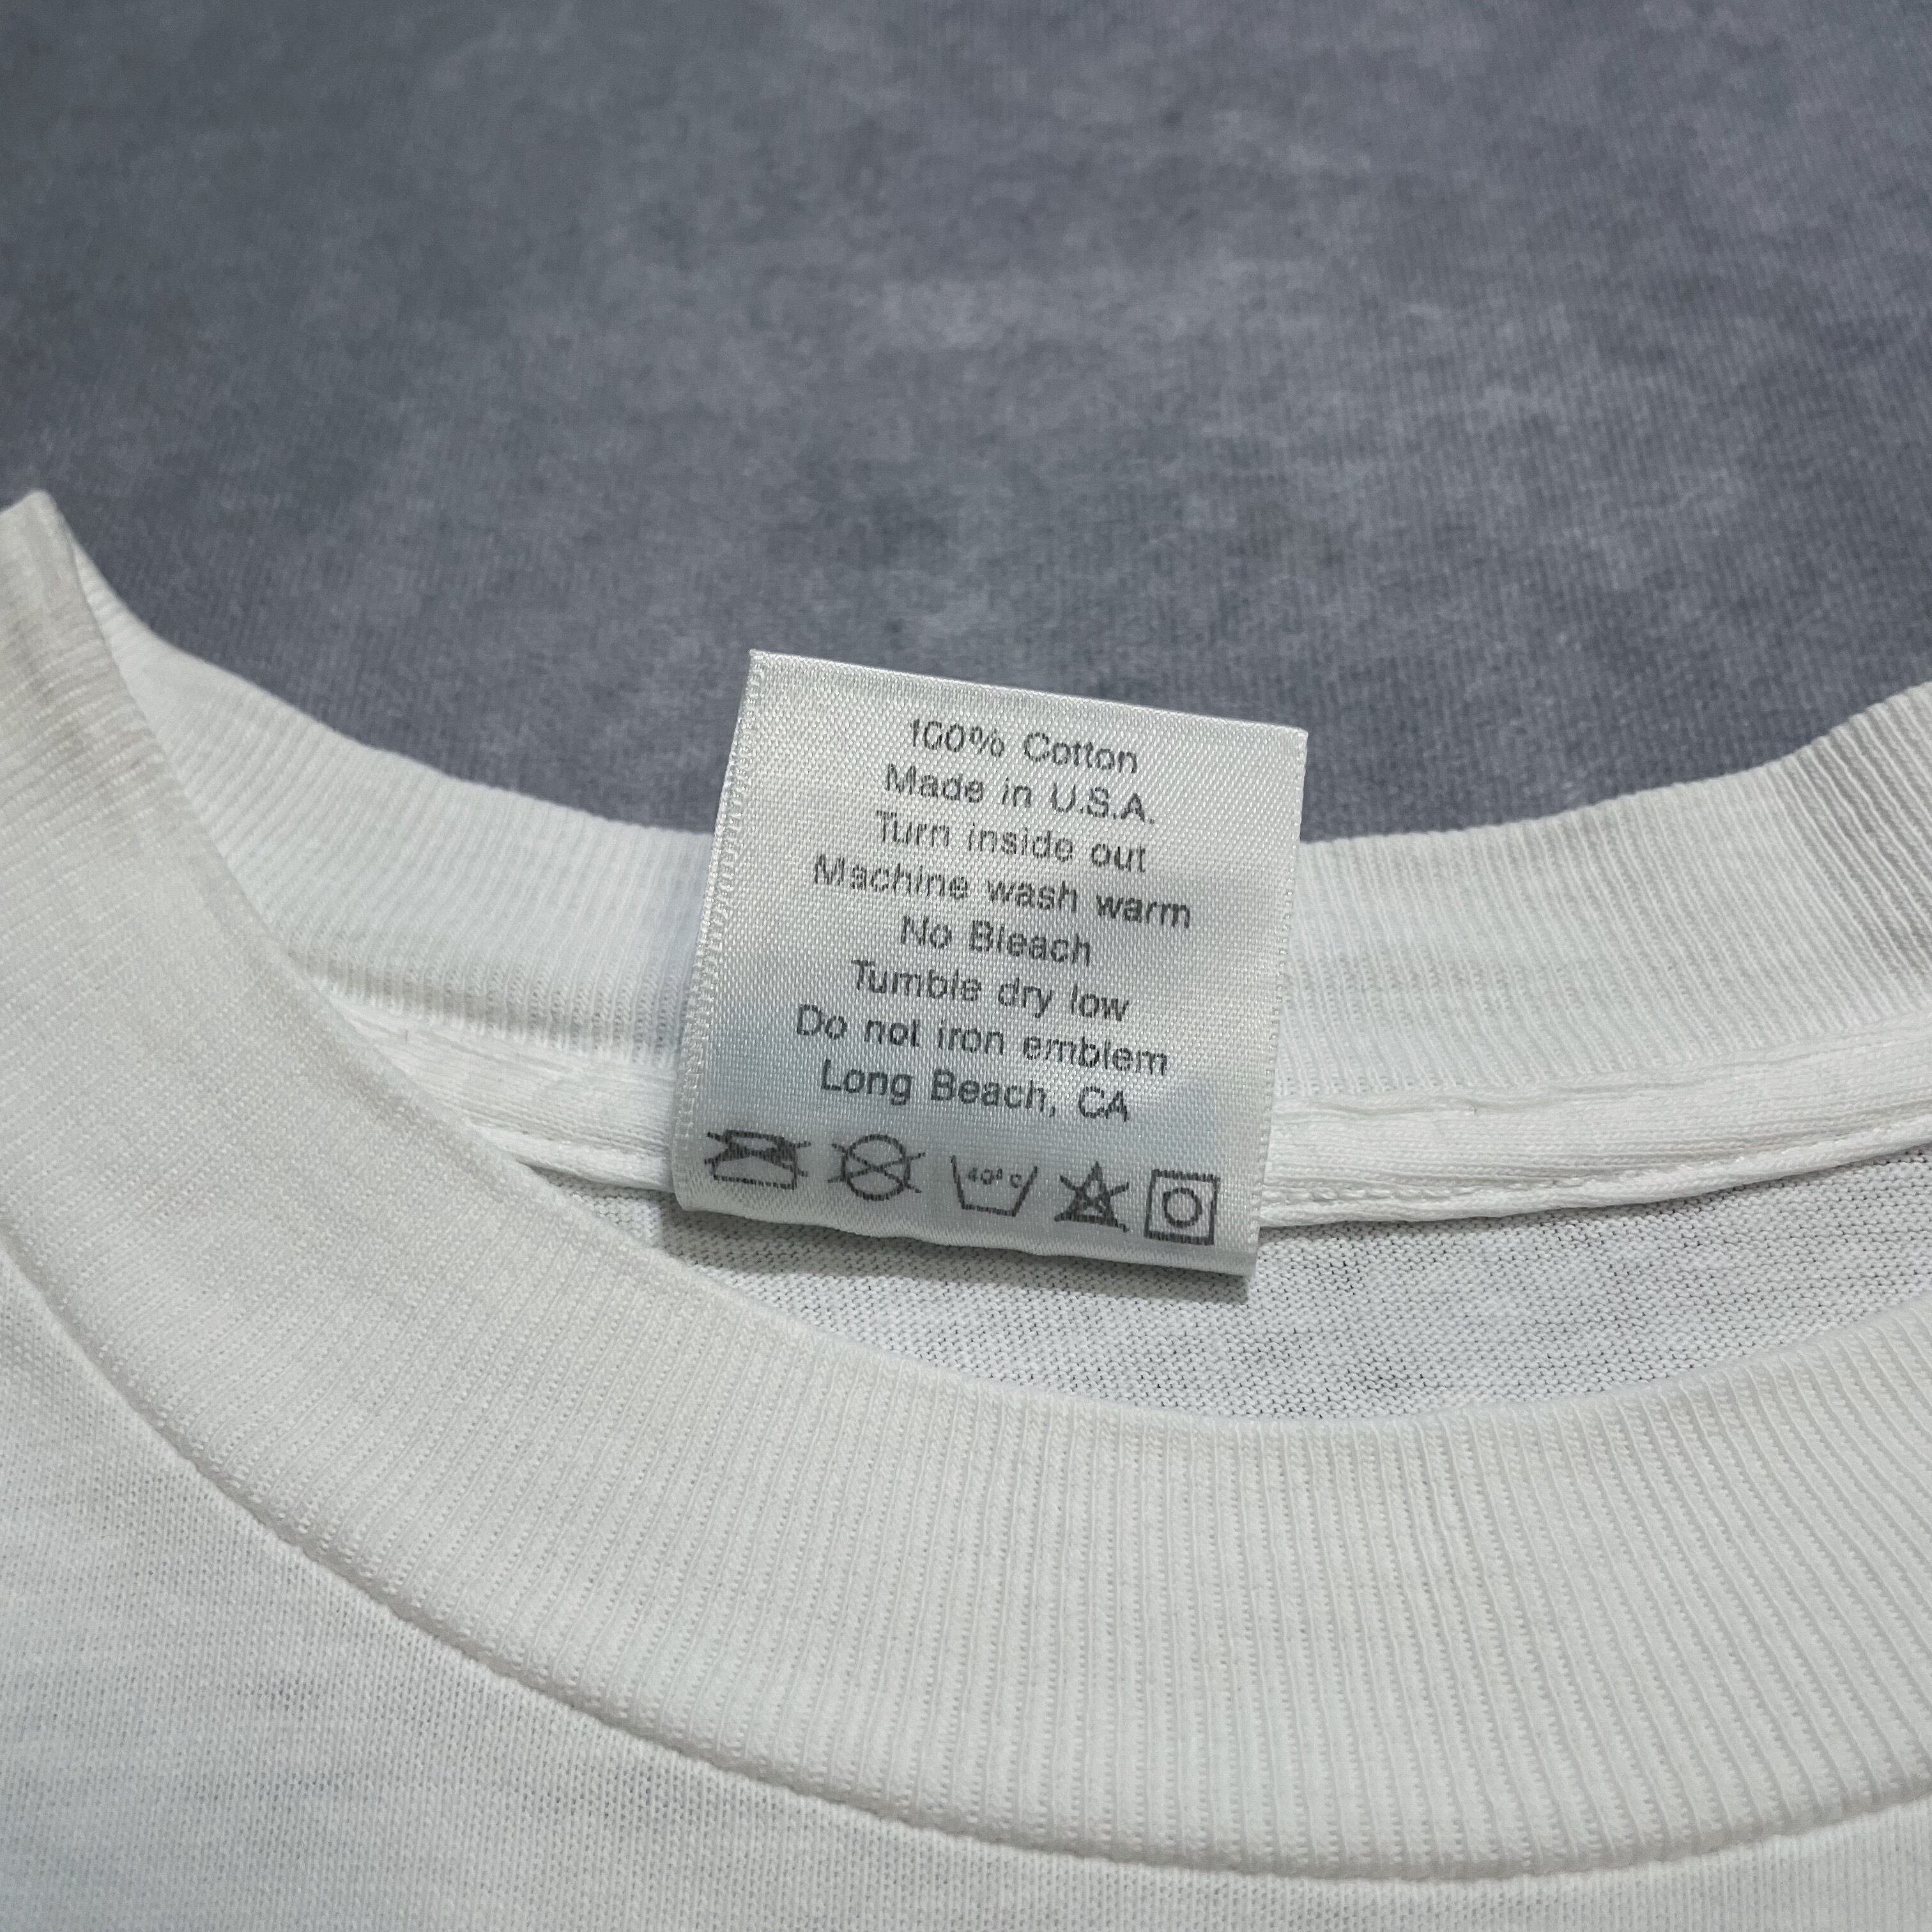 100% Cotton
Made in U.S.A.
Turn inside out
Machine wash warm
No Bleach
Tumble dry low
Do not iron emblem
Long Beach, CA
40° C